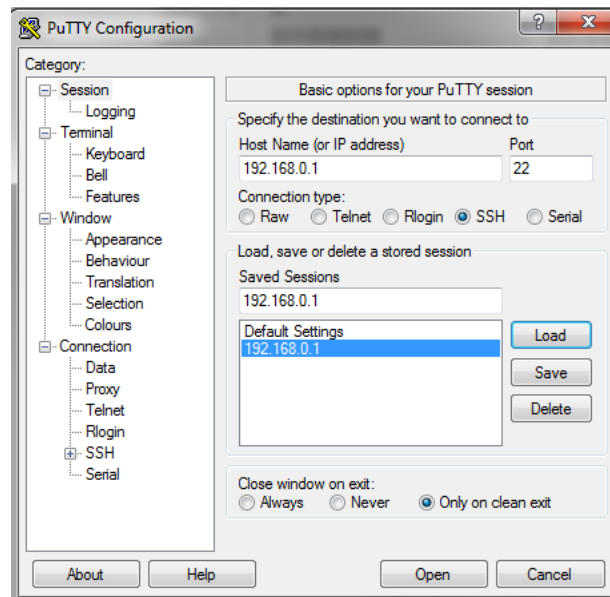 PuTTY Configuration
?
X
Category:
Session
Logging
Terminal
Keyboard
Bell
Features
Window
Appearance
Behaviour
Translation
Selection
Colours
Connection
Data
Proxy
Telnet
Rlogin
SSH
Serial
Basic options for your PuTTY session
Specify the destination you want to connect to
Host Name (or IP address) Port
192.168.0.1 22
Connection type:
Raw Telnet Rlogin SSH Serial
Load, save or delete a stored session
Saved Sessions
192.168.0.1
Default Settings
192.168.0.1
Load
Save
Delete
Close window on exit:
Always Never Only on clean exit
About Help Open Cancel